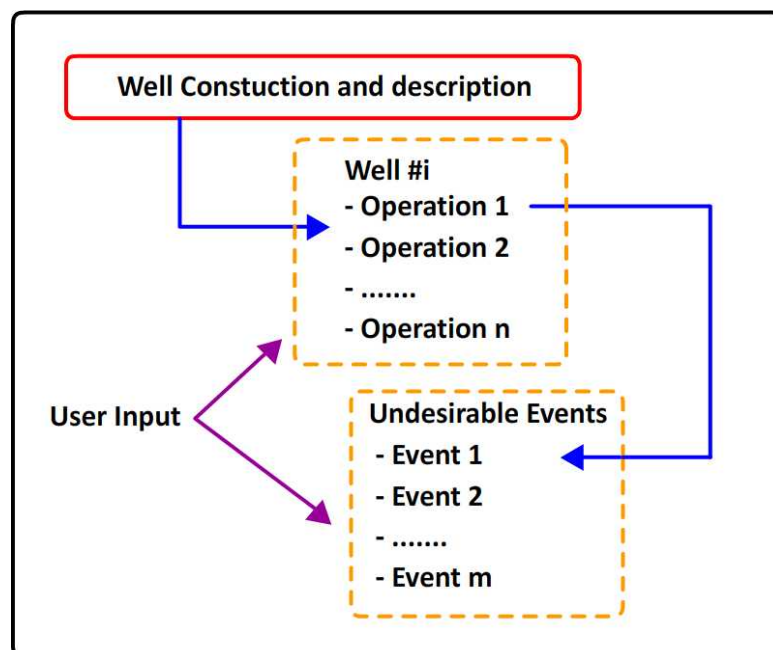 Well Constuction and description
Well #i
- Operation 1
- Operation 2
- .......
- Operation n
User Input
Undesirable Events
- Event 1
- Event 2
- .......
- Event m